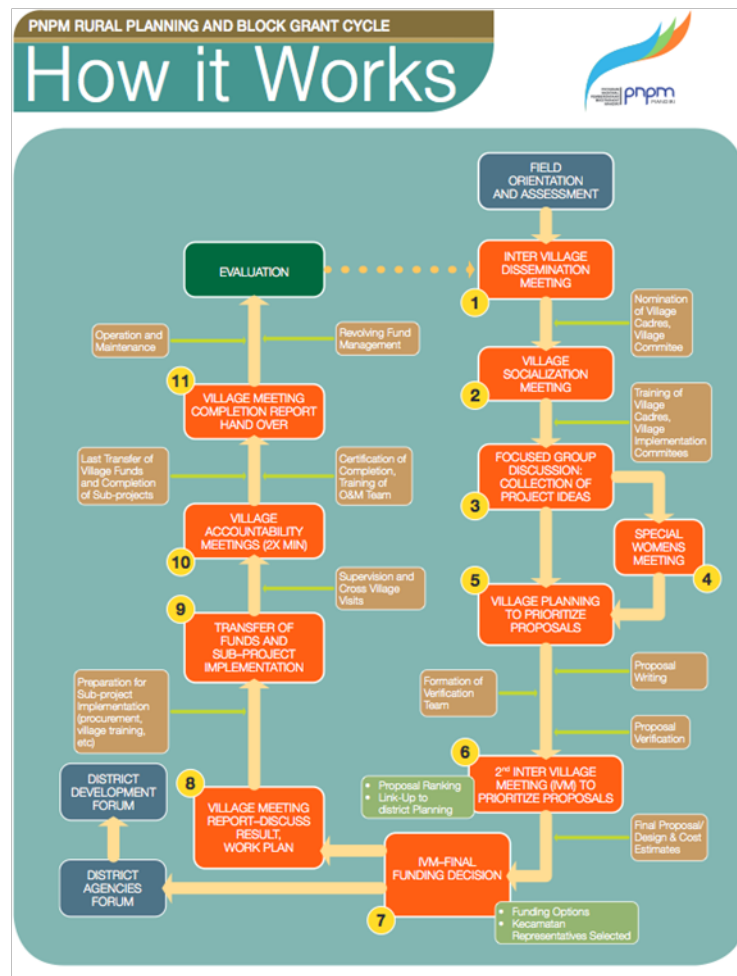 PNPM RURAL PLANNING AND BLOCK GRANT CYCLE
How it Works
pnpm
MANDIRI
FIELD
ORIENTATION
AND ASSESSMENT
EVALUATION
INTER VILLAGE
DISSEMINATION
MEETING
1
Nomination
of Village
Cadres,
Village
Commitee
Operation and
Maintenance
Revolving Fund
Management
VILLAGE
SOCIALIZATION
MEETING
2
11
VILLAGE MEETING
COMPLETION REPORT
HAND OVER
Training of
Village
Cadres,
Village
Implementation
Commitees
Last Transfer of
Village Funds
and Completion
of Sub-projects
Certification of
Completion,
Training of
O&M Team
FOCUSED GROUP
DISCUSSION:
COLLECTION OF
PROJECT IDEAS
3
VILLAGE
ACCOUNTABILITY
MEETINGS (2X MIN)
10
SPECIAL
WOMENS
MEETING
4
5
VILLAGE PLANNING
TO PRIORITIZE
PROPOSALS
Supervision and
Cross Village
Visits
9
TRANSFER OF
FUNDS AND
SUB–PROJECT
IMPLEMENTATION
Formation of
Verification
Team
Proposal
Writing
Preparation for
Sub-project
Implementation
(procurement,
village training,
etc)
Proposal
Verification
6
2nd INTER VILLAGE
MEETING (IVM) TO
PRIORITIZE PROPOSALS
• Proposal Ranking
• Link-Up to
district Planning
DISTRICT
DEVELOPMENT
FORUM
8
VILLAGE MEETING
REPORT–DISCUSS
RESULT,
WORK PLAN
Final Proposal/
Design & Cost
Estimates
IVM–FINAL
FUNDING DECISION
7
DISTRICT
AGENCIES
FORUM
• Funding Options
• Kecamatan
Representatives Selected